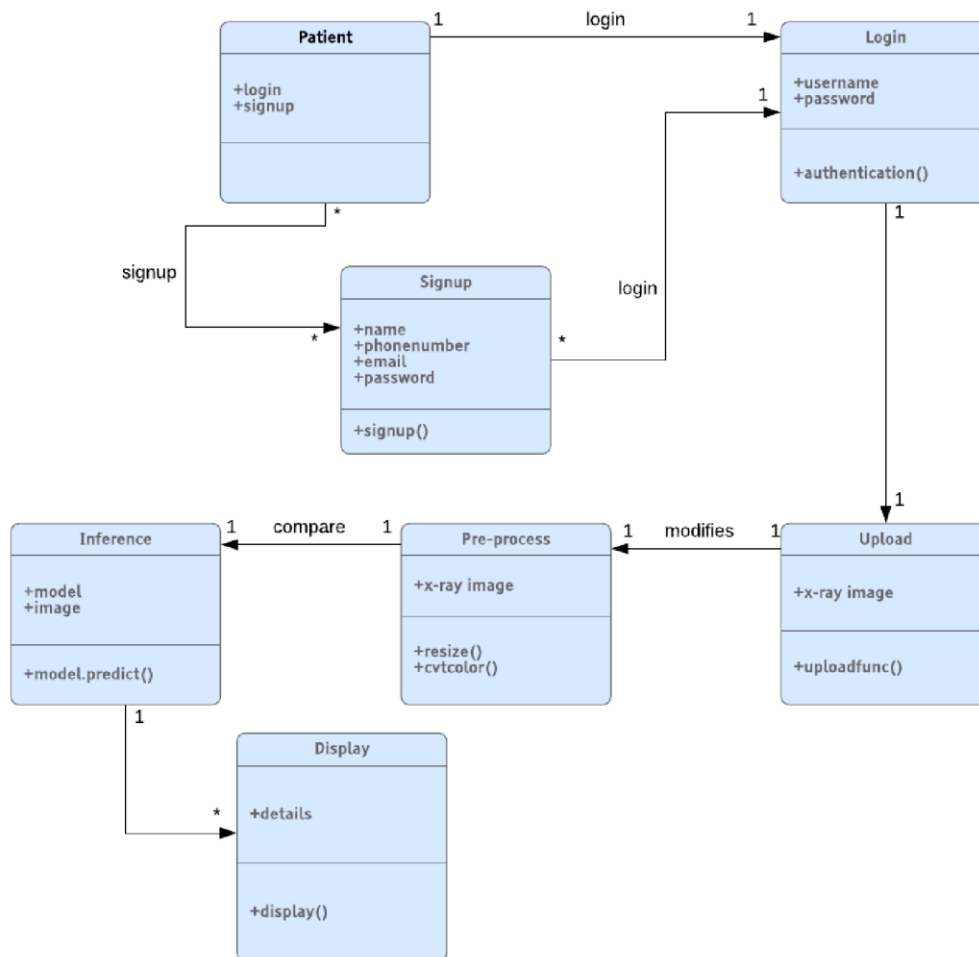 1
login
1
Patient
Login
+login
+signup
+username
+password
1
+authentication()
*
1
signup
Signup
login
*
+name
+phonenumber
+email
+password
*
+signup()
1
1
compare
1
1
modifies
1
Inference
Pre-process
Upload
+model
+image
+x-ray image
+x-ray image
+model.predict()
+resize()
+cvtcolor()
+uploadfunc()
1
Display
*
+details
+display()